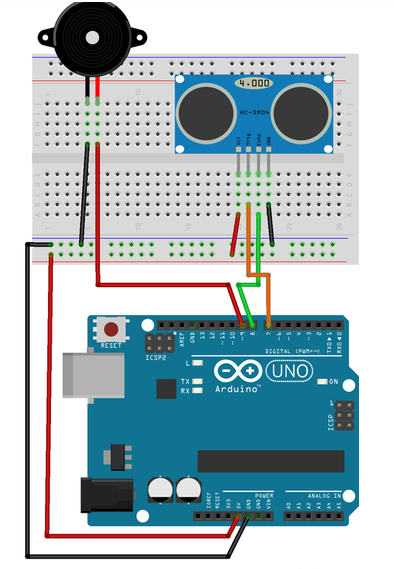 4.000
HC-SR04
VCC
Trig
Echo
GND
RESET
ICSP2
AREF
GND
13
12
~11
~10
~9
8
7
~6
~5
4
~3
2
TX▶1
RX◀0
DIGITAL (PWM=~)
L
TX
RX
UNO
Arduino™
ON
1
ICSP
IOREF
RESET
3V3
5V
GND
GND
VIN
POWER
ANALOG IN
A0
A1
A2
A3
A4
A5